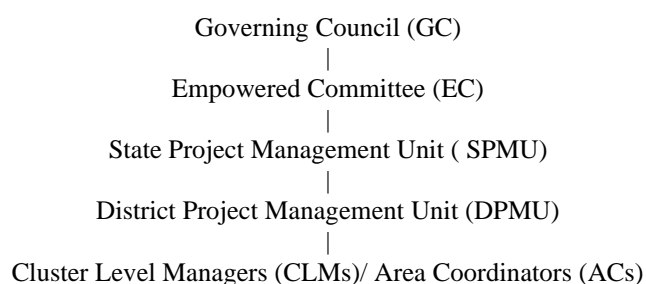 Governing Council (GC)
|
Empowered Committee (EC)
|
State Project Management Unit ( SPMU)
|
District Project Management Unit (DPMU)
|
Cluster Level Managers (CLMs)/ Area Coordinators (ACs)